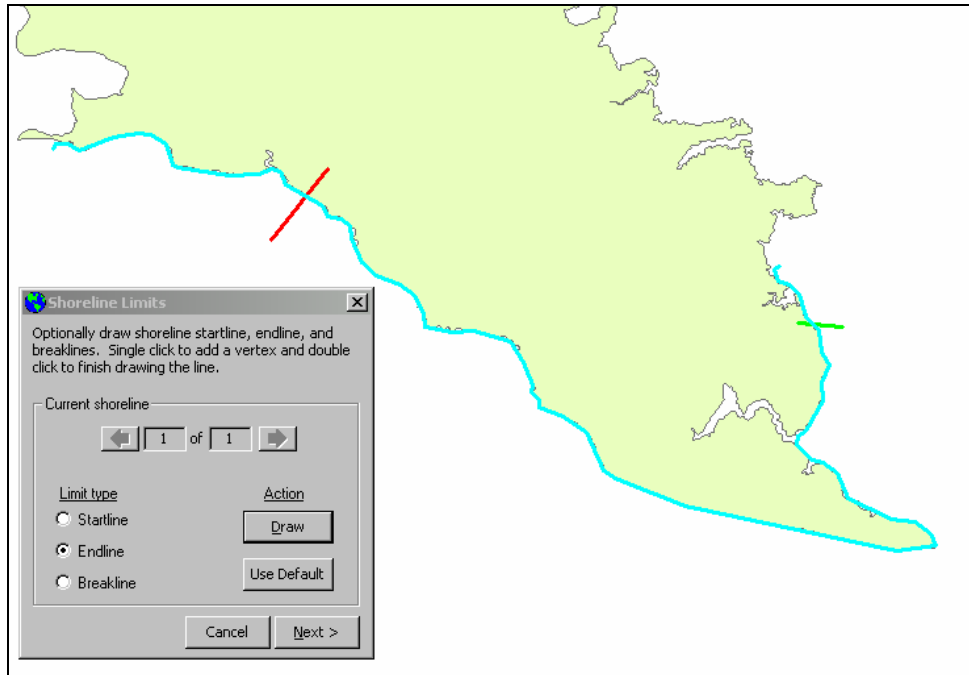 Shoreline Limits
Optionally draw shoreline startline, endline, and
breaklines. Single click to add a vertex and double
click to finish drawing the line.
Current shoreline
1 of 1
Limit type Action
Startline
Draw
Endline
Use Default
Breakline
Cancel Next >